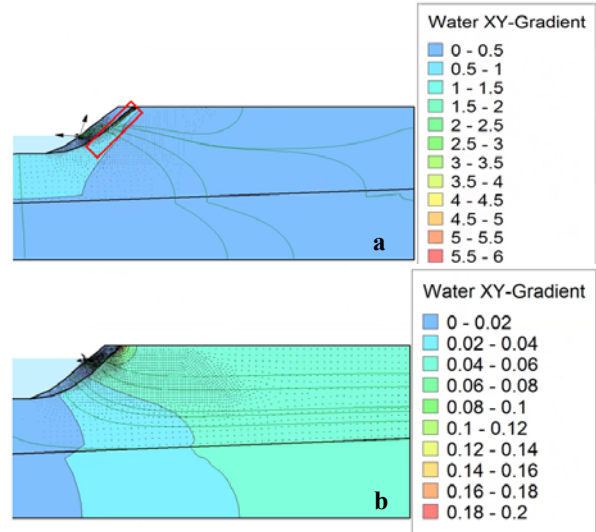 Water XY-Gradient
0 - 0.5
0.5 - 1
1 - 1.5
1.5 - 2
2 - 2.5
2.5 - 3
3 - 3.5
3.5 - 4
4 - 4.5
4.5 - 5
5 - 5.5
5.5 - 6
a
Water XY-Gradient
0 - 0.02
0.02 - 0.04
0.04 - 0.06
0.06 - 0.08
0.08 - 0.1
0.1 - 0.12
0.12 - 0.14
0.14 - 0.16
0.16 - 0.18
0.18 - 0.2
b